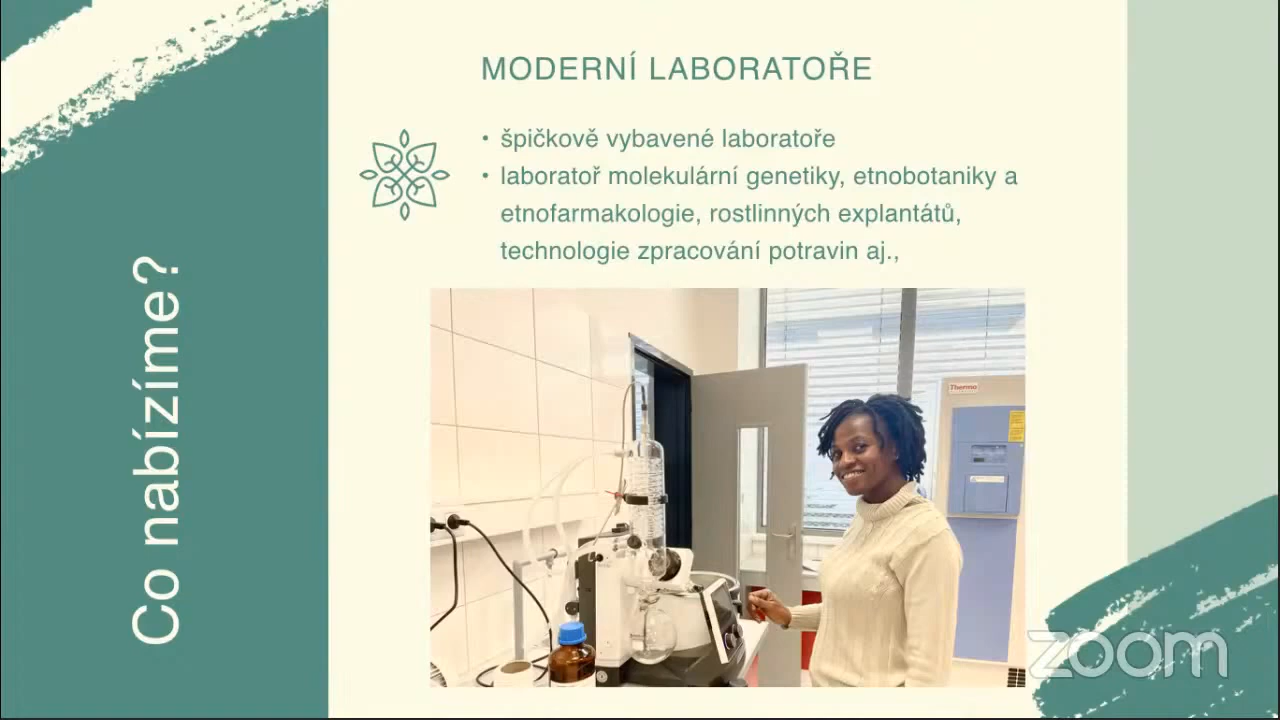 Co nabízíme?
MODERNÍ LABORATOŘE
• špičkově vybavené laboratoře
• laboratoř molekulární genetiky, etnobotaniky a
etnofarmakologie, rostlinných explantátů,
technologie zpracování potravin aj.,
Thermo
zoom